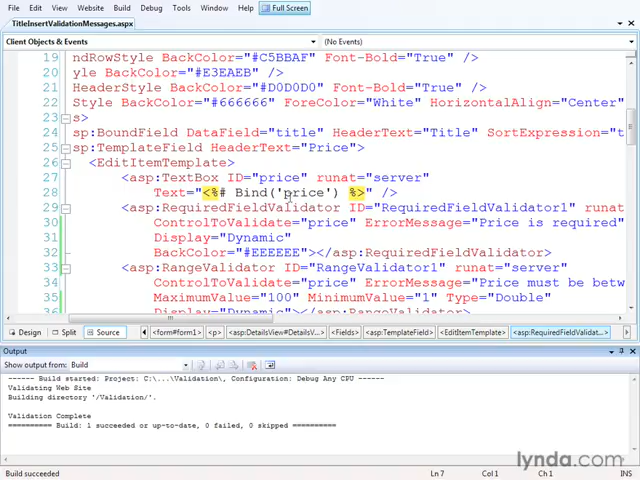 File Edit View Website Build Debug Tools Window Help Full Screen
TitleInsertValidationMessages.aspx
Client Objects & Events (No Events)
19 ndRowStyle BackColor="#C5BBAF" Font-Bold="True" />
20 yle BackColor="#E3EAEB" />
21 HeaderStyle BackColor="#D0D0D0" Font-Bold="True" />
22 Style BackColor="#666666" ForeColor="White" HorizontalAlign="Center"
23 s>
24 sp:BoundField DataField="title" HeaderText="Title" SortExpression="t
25 sp:TemplateField HeaderText="Price">
26 <EditItemTemplate>
27 <asp:TextBox ID="price" runat="server"
28 Text="<%# Bind('price') %>" />
29 <asp:RequiredFieldValidator ID="RequiredFieldValidator1" runat
30 ControlToValidate="price" ErrorMessage="Price is required"
31 Display="Dynamic"
32 BackColor="#EEEEEE"></asp:RequiredFieldValidator>
33 <asp:RangeValidator ID="RangeValidator1" runat="server"
34 ControlToValidate="price" ErrorMessage="Price must be betw
35 MaximumValue="100" MinimumValue="1" Type="Double"
36 Display="Dynamic"></asp:RangeValidator>
Design Split Source <form#form1> <p> <asp:DetailsView#DetailsV... <Fields> <asp:TemplateField> <EditItemTemplate> <asp:RequiredFieldValidat...
Output
Show output from: Build
------ Build started: Project: C:\...\Validation\, Configuration: Debug Any CPU ------
Validating Web Site
Building directory '/Validation/'.
Validation Complete
========== Build: 1 succeeded or up-to-date, 0 failed, 0 skipped ==========
lynda.com
Build succeeded Ln 7 Col 1 Ch 1 INS